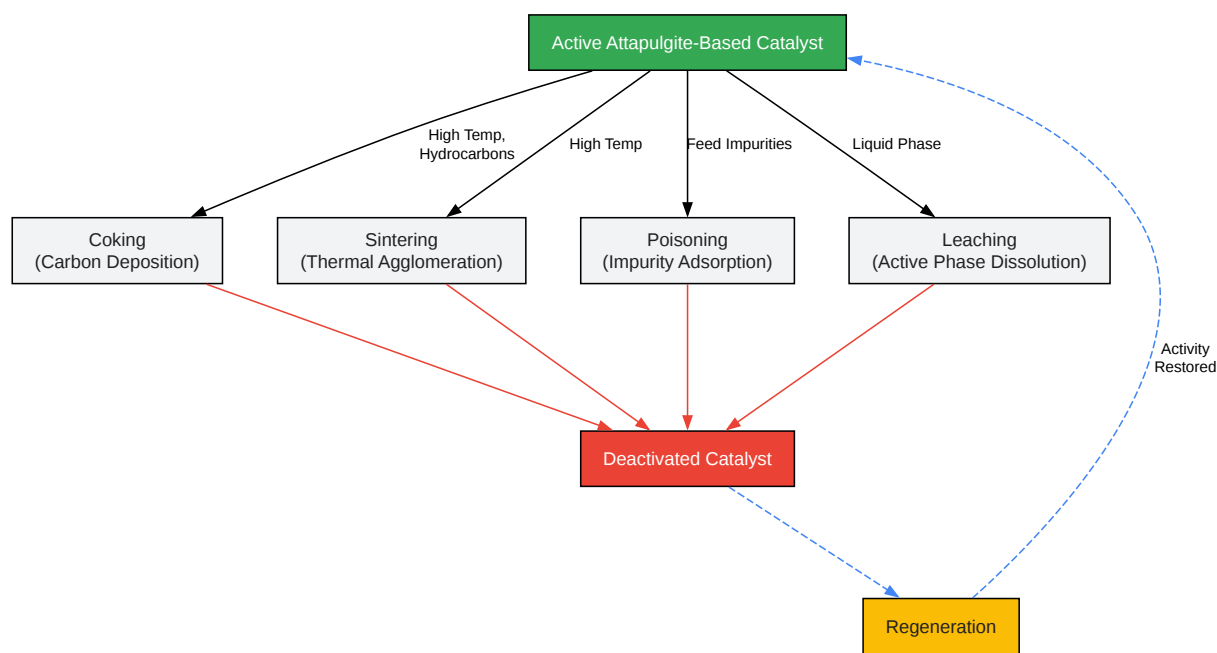 Active Attapulgite-Based Catalyst
High Temp,
Hydrocarbons
High Temp
Feed Impurities
Liquid Phase
Coking
(Carbon Deposition)
Sintering
(Thermal Agglomeration)
Poisoning
(Impurity Adsorption)
Leaching
(Active Phase Dissolution)
Activity
Restored
Deactivated Catalyst
Regeneration